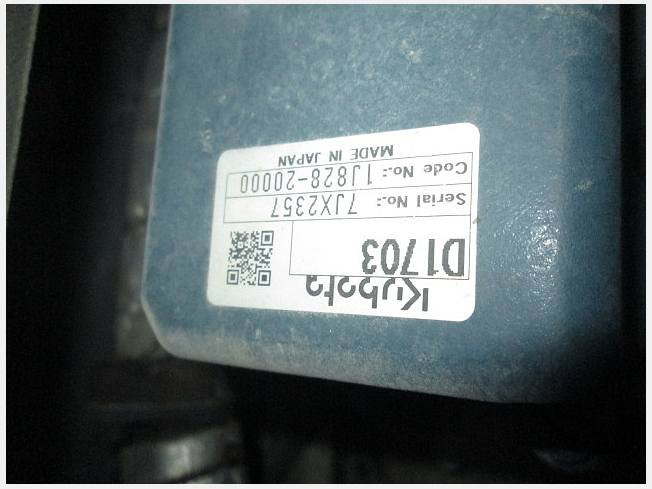 Kubota
D1703
Serial No.: 7JX2357
Code No.: 1J828-20000
MADE IN JAPAN